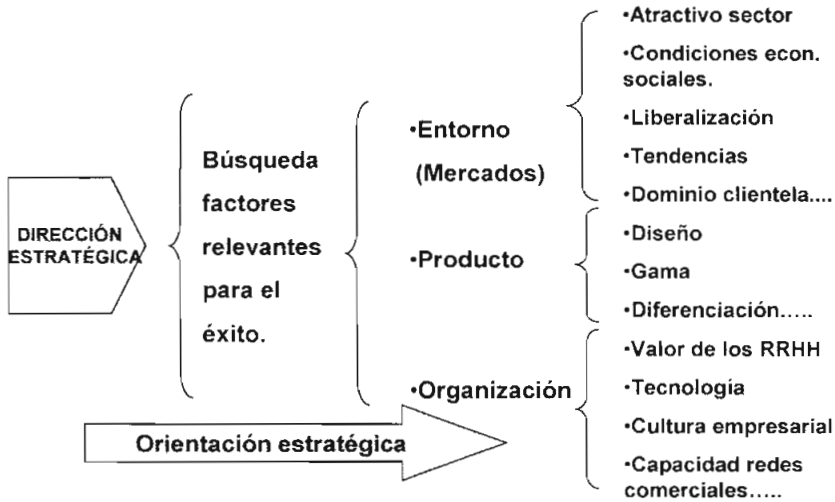 DIRECCIÓN
ESTRATÉGICA
Búsqueda
factores
relevantes
para el
éxito.
•Entorno
(Mercados)
•Producto
•Organización
•Atractivo sector
•Condiciones econ.
sociales.
•Liberalización
•Tendencias
•Dominio clientela....
•Diseño
•Gama
•Diferenciación.....
•Valor de los RRHH
•Tecnología
•Cultura empresarial
•Capacidad redes
comerciales.....
Orientación estratégica